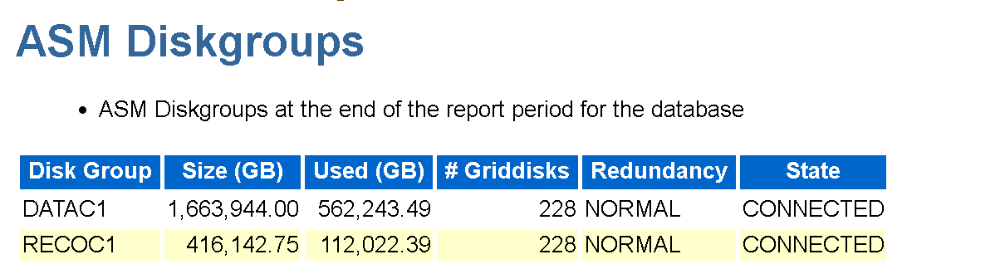 ASM Diskgroups
• ASM Diskgroups at the end of the report period for the database
Disk Group Size (GB) Used (GB) # Griddisks Redundancy State
DATAC1 1,663,944.00 562,243.49 228 NORMAL CONNECTED
RECOC1 416,142.75 112,022.39 228 NORMAL CONNECTED